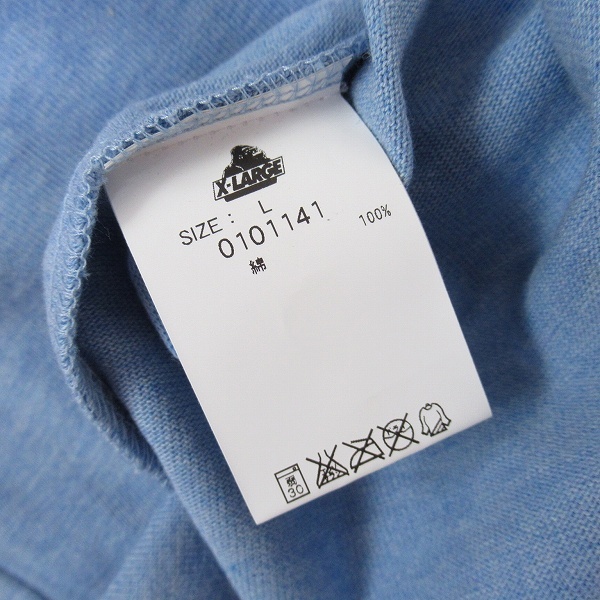 X-LARGE
SIZE: L
0101141
綿 100%
30